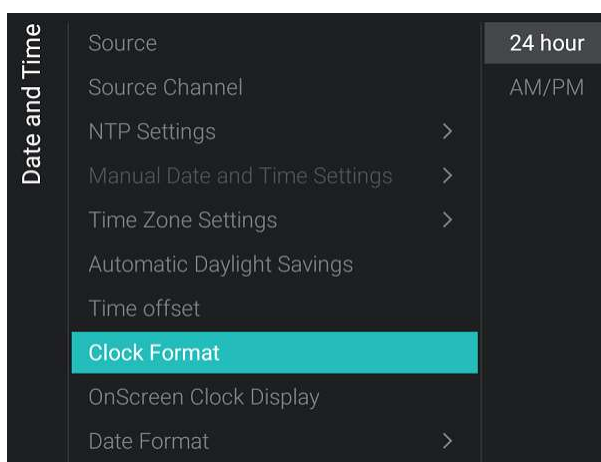 Date and Time
Source
Source Channel
NTP Settings
Manual Date and Time Settings
Time Zone Settings
Automatic Daylight Savings
Time offset
Clock Format
OnScreen Clock Display
Date Format
24 hour
AM/PM